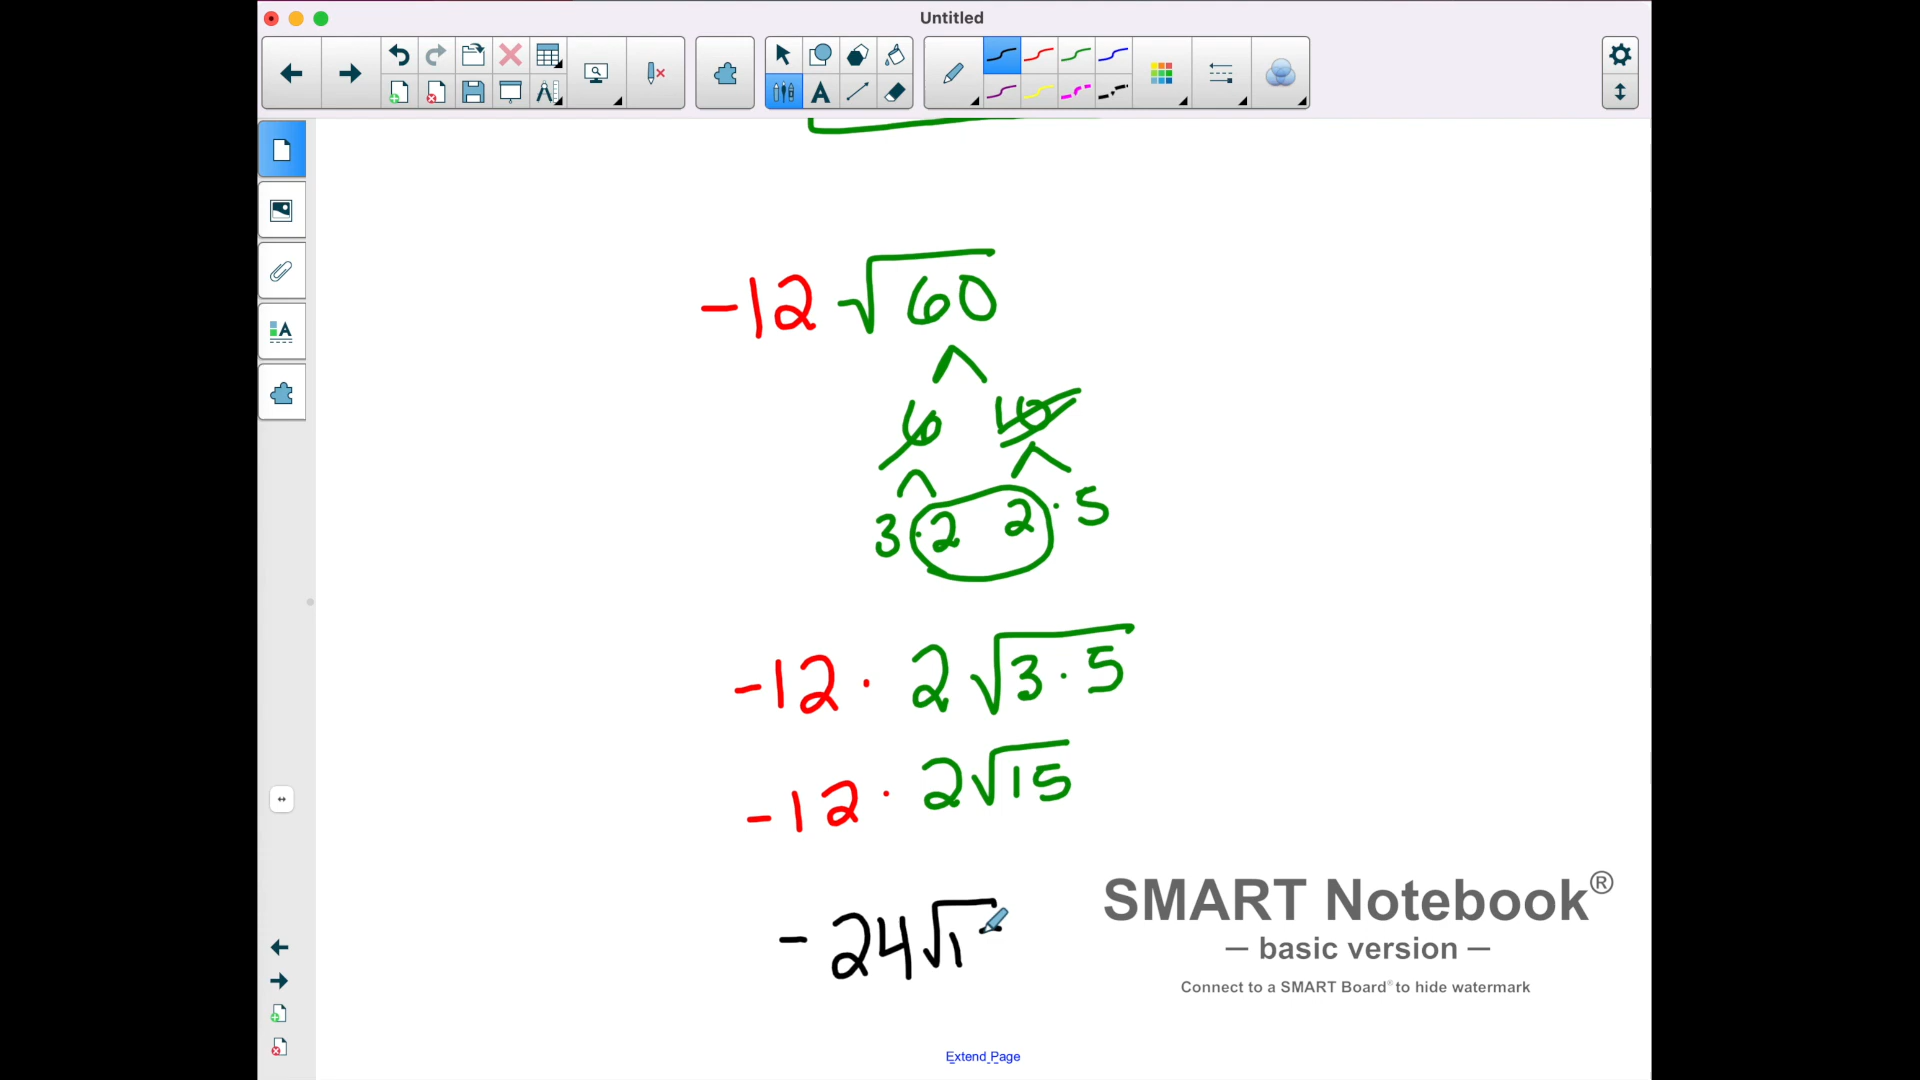 Untitled
-12 √60
6 10
3 · 2 2 · 5
-12 · 2√3 · 5
-12 · 2√15
-24√1
SMART Notebook®
— basic version —
Connect to a SMART Board® to hide watermark
Extend Page